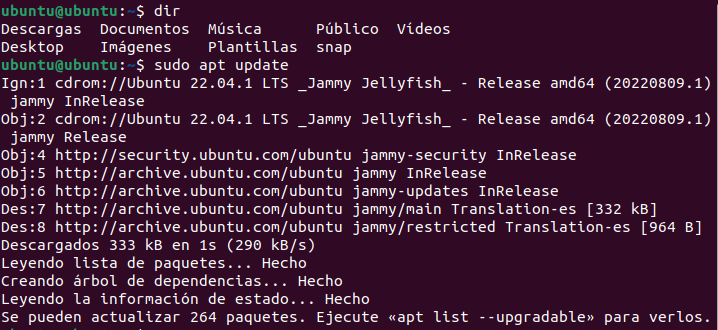 ubuntu@ubuntu:~$ dir
Descargas  Documentos  Música      Público  Vídeos
Desktop    Imágenes    Plantillas  snap
ubuntu@ubuntu:~$ sudo apt update
Ign:1 cdrom://Ubuntu 22.04.1 LTS _Jammy Jellyfish_ - Release amd64 (20220809.1)
 jammy InRelease
Obj:2 cdrom://Ubuntu 22.04.1 LTS _Jammy Jellyfish_ - Release amd64 (20220809.1)
 jammy Release
Obj:4 http://security.ubuntu.com/ubuntu jammy-security InRelease
Obj:5 http://archive.ubuntu.com/ubuntu jammy InRelease
Obj:6 http://archive.ubuntu.com/ubuntu jammy-updates InRelease
Des:7 http://archive.ubuntu.com/ubuntu jammy/main Translation-es [332 kB]
Des:8 http://archive.ubuntu.com/ubuntu jammy/restricted Translation-es [964 B]
Descargados 333 kB en 1s (290 kB/s)
Leyendo lista de paquetes... Hecho
Creando árbol de dependencias... Hecho
Leyendo la información de estado... Hecho
Se pueden actualizar 264 paquetes. Ejecute «apt list --upgradable» para verlos.